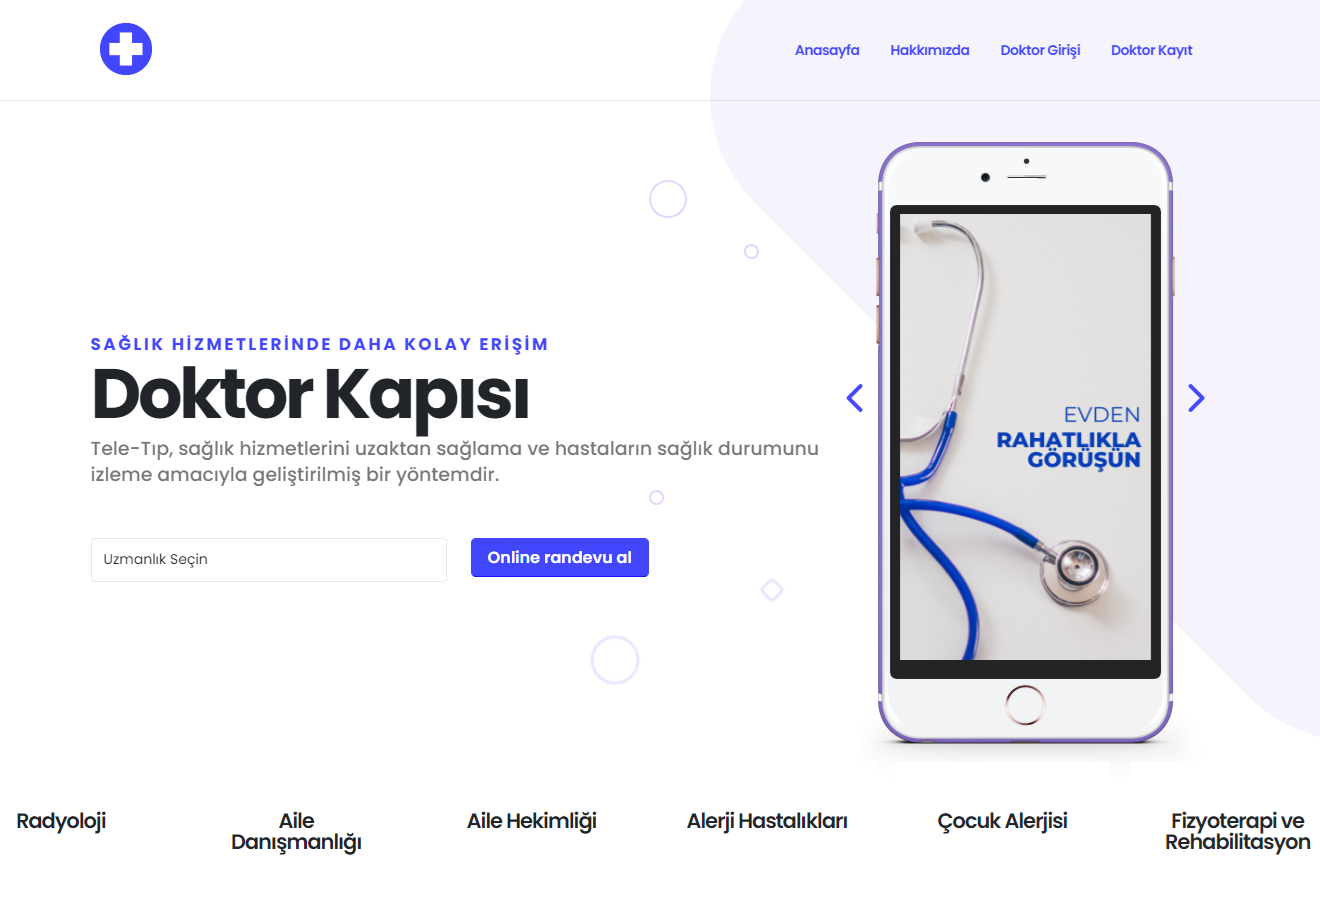 Anasayfa Hakkımızda Doktor Girişi Doktor Kayıt
SAĞLIK HİZMETLERİNDE DAHA KOLAY ERİŞİM
Doktor Kapısı
Tele-Tıp, sağlık hizmetlerini uzaktan sağlama ve hastaların sağlık durumunu
izleme amacıyla geliştirilmiş bir yöntemdir.
Uzmanlık Seçin
Online randevu al
EVDEN
RAHATLIKLA
GÖRÜŞÜN
Radyoloji
Aile
Danışmanlığı
Aile Hekimliği
Alerji Hastalıkları
Çocuk Alerjisi
Fizyoterapi ve
Rehabilitasyon